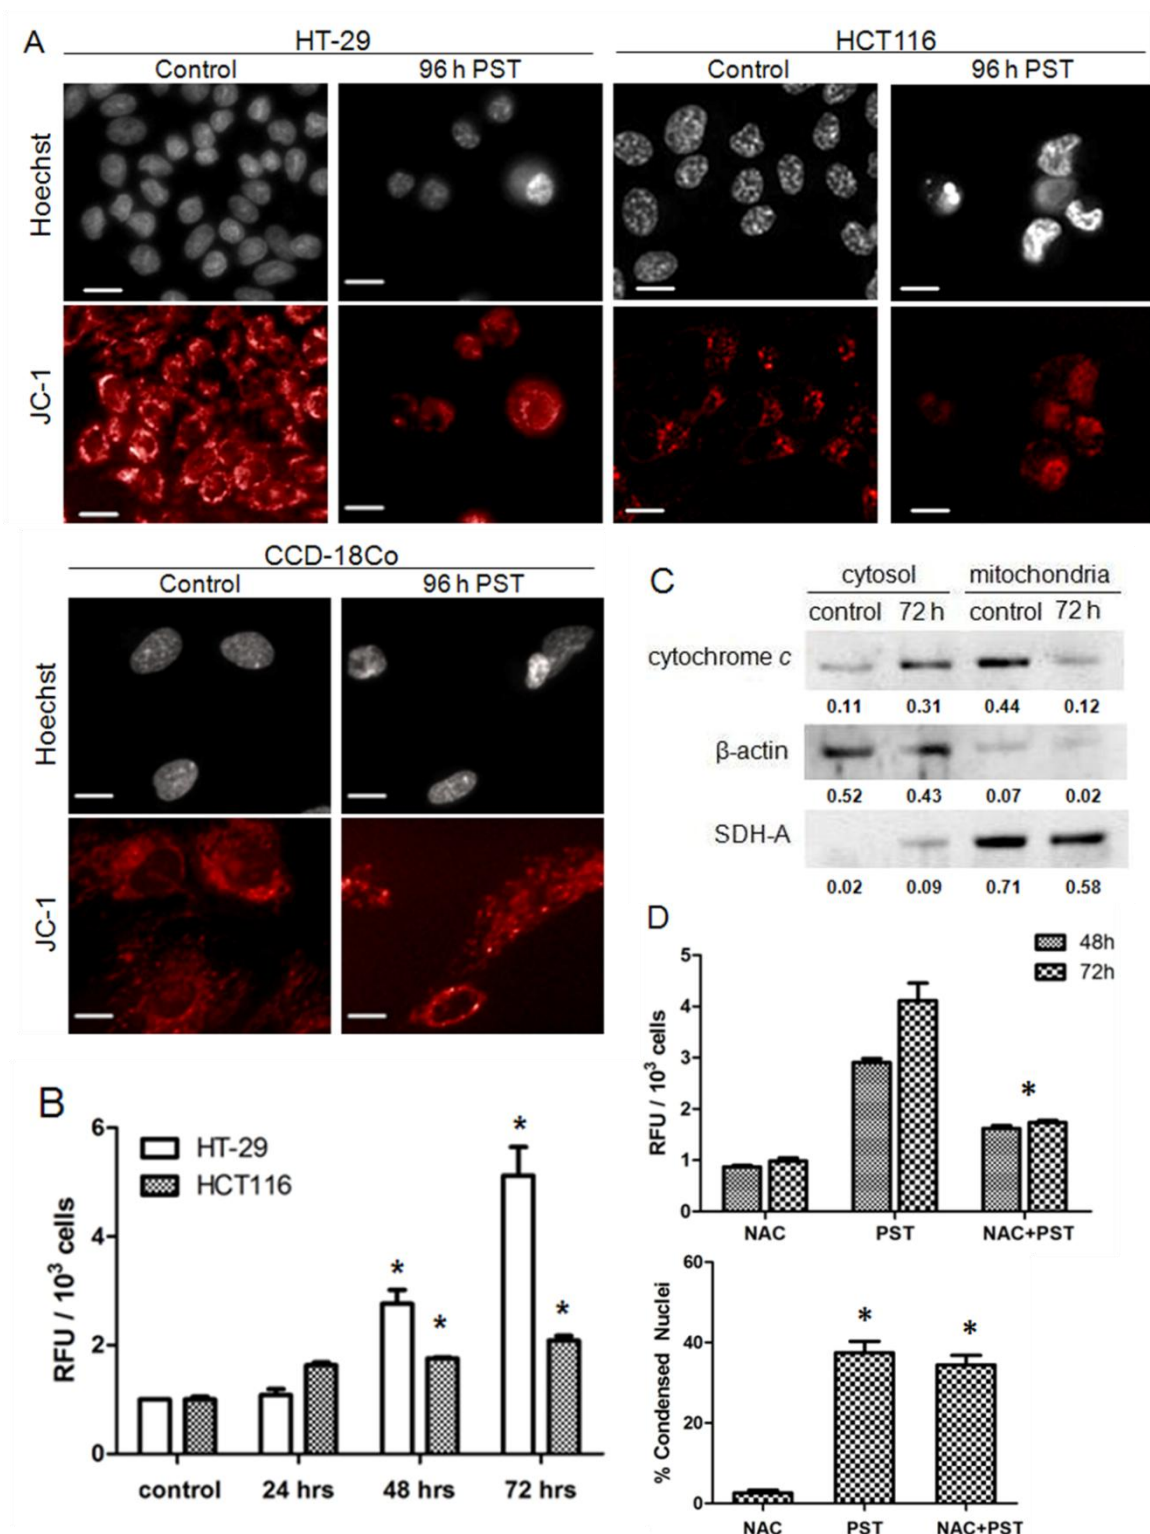 A
HT-29
HCT116
Control
96 h PST
Control
96 h PST
Hoechst
JC-1
CCD-18Co
Control
96 h PST
Hoechst
JC-1
C
cytosol
mitochondria
control
72 h
control
72 h
cytochrome c
0.11 0.31 0.44 0.12
β-actin
0.52 0.43 0.07 0.02
SDH-A
0.02 0.09 0.71 0.58
B
RFU / 10³ cells
6
4
2
0
HT-29
HCT116
*
*
*
*
control 24 hrs 48 hrs 72 hrs
D
48h
72h
RFU / 10³ cells
5
4
3
2
1
0
*
NAC PST NAC+PST
% Condensed Nuclei
60
40
20
0
*
*
NAC PST NAC+PST